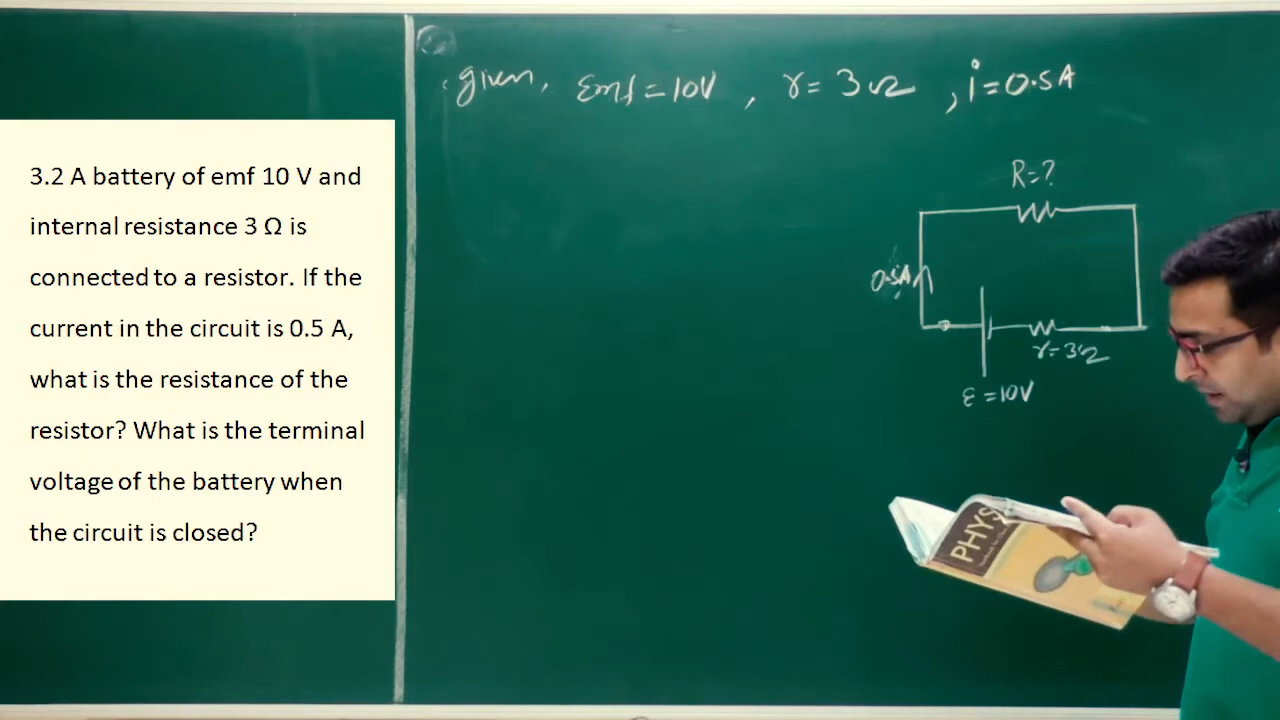 3.2 A battery of emf 10 V and
internal resistance 3 Ω is
connected to a resistor. If the
current in the circuit is 0.5 A,
what is the resistance of the
resistor? What is the terminal
voltage of the battery when
the circuit is closed?
given, Emf = 10V, r = 3Ω, i = 0.5A
R=?
0.5A
r=3Ω
ε =10V
PHYS